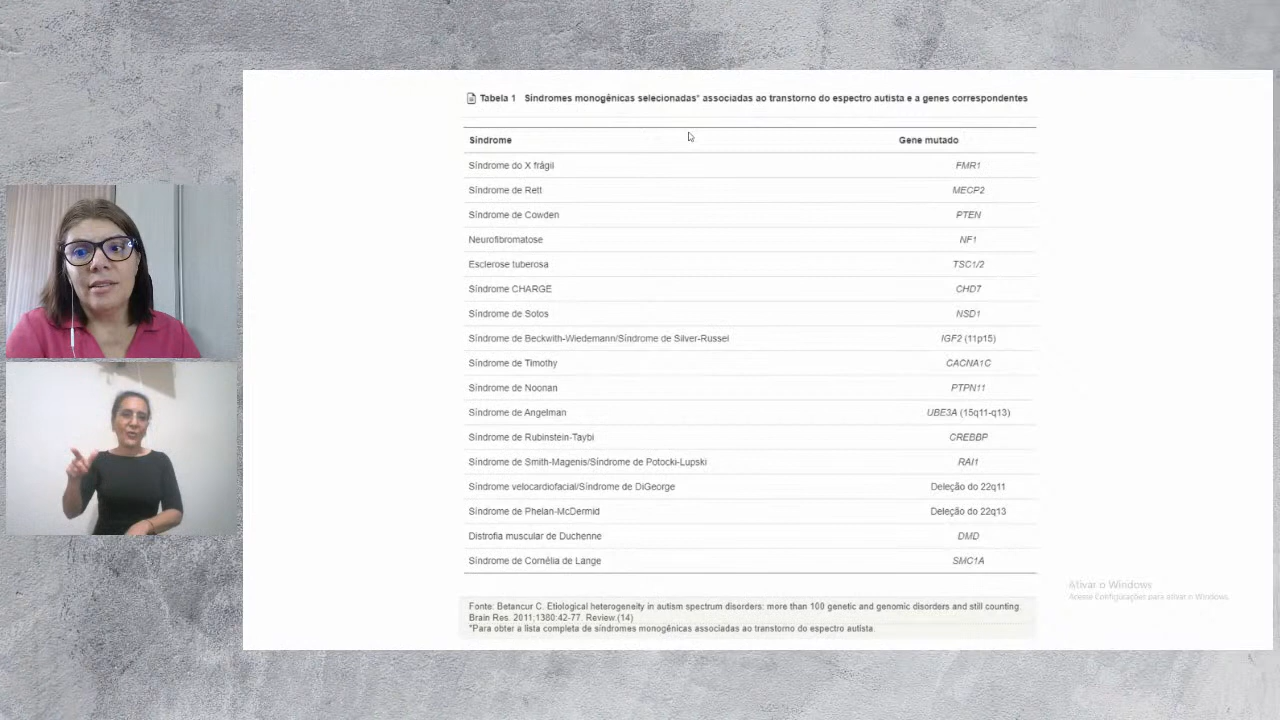 Tabela 1 Síndromes monogênicas selecionadas* associadas ao transtorno do espectro autista e a genes correspondentes
Síndrome Gene mutado
Síndrome do X frágil FMR1
Síndrome de Rett MECP2
Síndrome de Cowden PTEN
Neurofibromatose NF1
Esclerose tuberosa TSC1/2
Síndrome CHARGE CHD7
Síndrome de Sotos NSD1
Síndrome de Beckwith-Wiedemann/Síndrome de Silver-Russel IGF2 (11p15)
Síndrome de Timothy CACNA1C
Síndrome de Noonan PTPN11
Síndrome de Angelman UBE3A (15q11-q13)
Síndrome de Rubinstein-Taybi CREBBP
Síndrome de Smith-Magenis/Síndrome de Potocki-Lupski RAI1
Síndrome velocardiofacial/Síndrome de DiGeorge Deleção do 22q11
Síndrome de Phelan-McDermid Deleção do 22q13
Distrofia muscular de Duchenne DMD
Síndrome de Cornélia de Lange SMC1A
Fonte: Betancur C. Etiological heterogeneity in autism spectrum disorders: more than 100 genetic and genomic disorders and still counting.
Brain Res. 2011;1380:42-77. Review.(14)
*Para obter a lista completa de síndromes monogênicas associadas ao transtorno do espectro autista.
Ativar o Windows
Acesse Configurações para ativar o Windows.